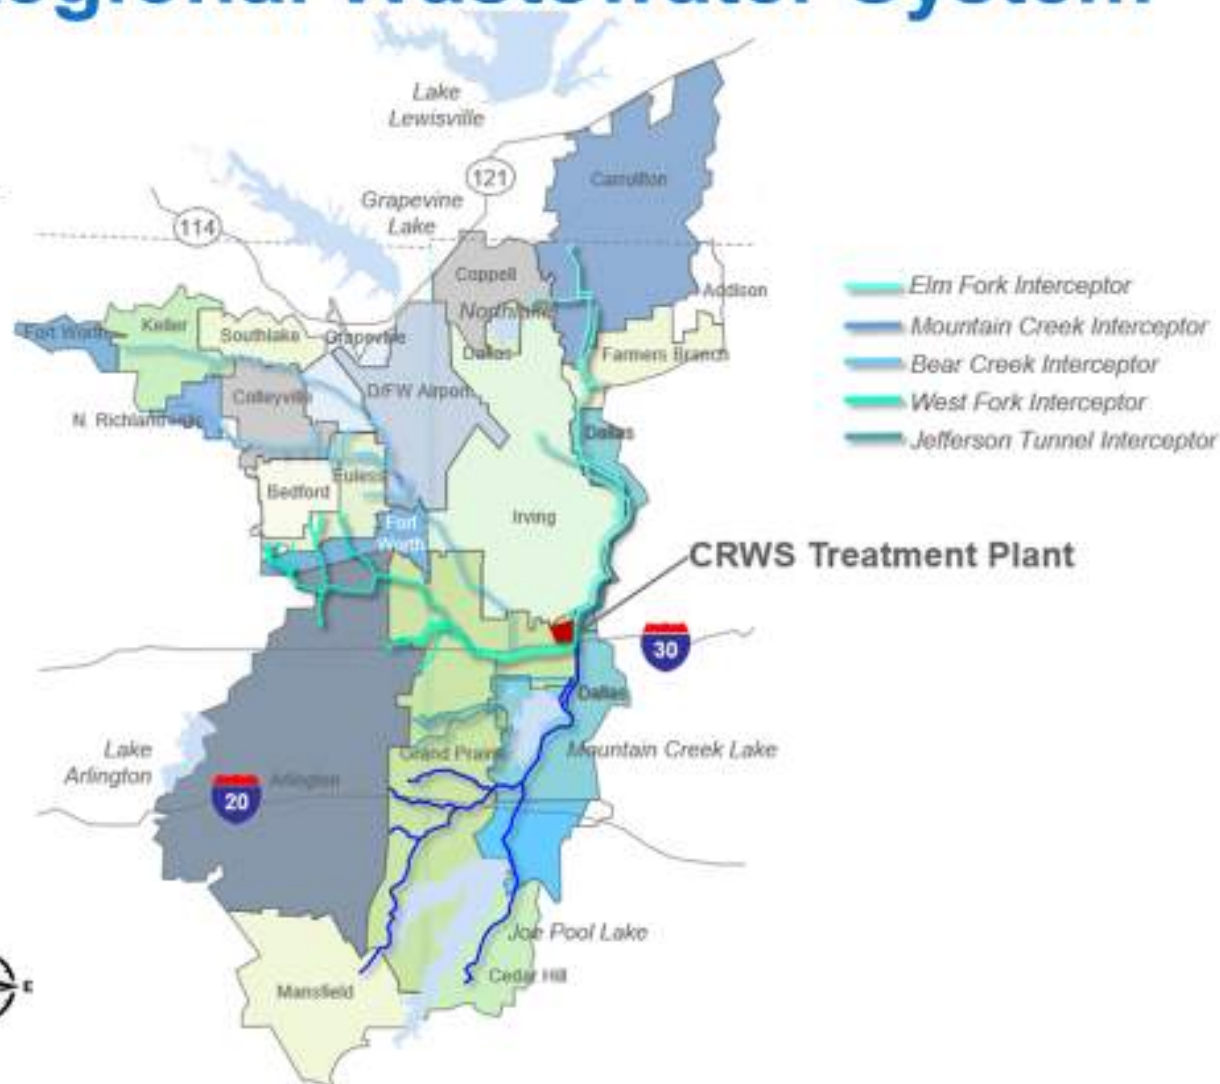 Regional Wastewater System
Lake
Lewisville
121
Carrollton
Grapevine
Lake
114
Coppell
Addison
Northlake
Elm Fork Interceptor
Mountain Creek Interceptor
Bear Creek Interceptor
West Fork Interceptor
Jefferson Tunnel Interceptor
Fort Worth
Keller
Southlake
Grapevine
Dallas
Farmers Branch
Colleyville
D/FW Airport
N. Richland Hills
Dallas
Euless
Bedford
Irving
Fort
Worth
CRWS Treatment Plant
30
Dallas
Lake
Arlington
Grand Prairie
Mountain Creek Lake
20
Arlington
Joe Pool Lake
Cedar Hill
Mansfield
E